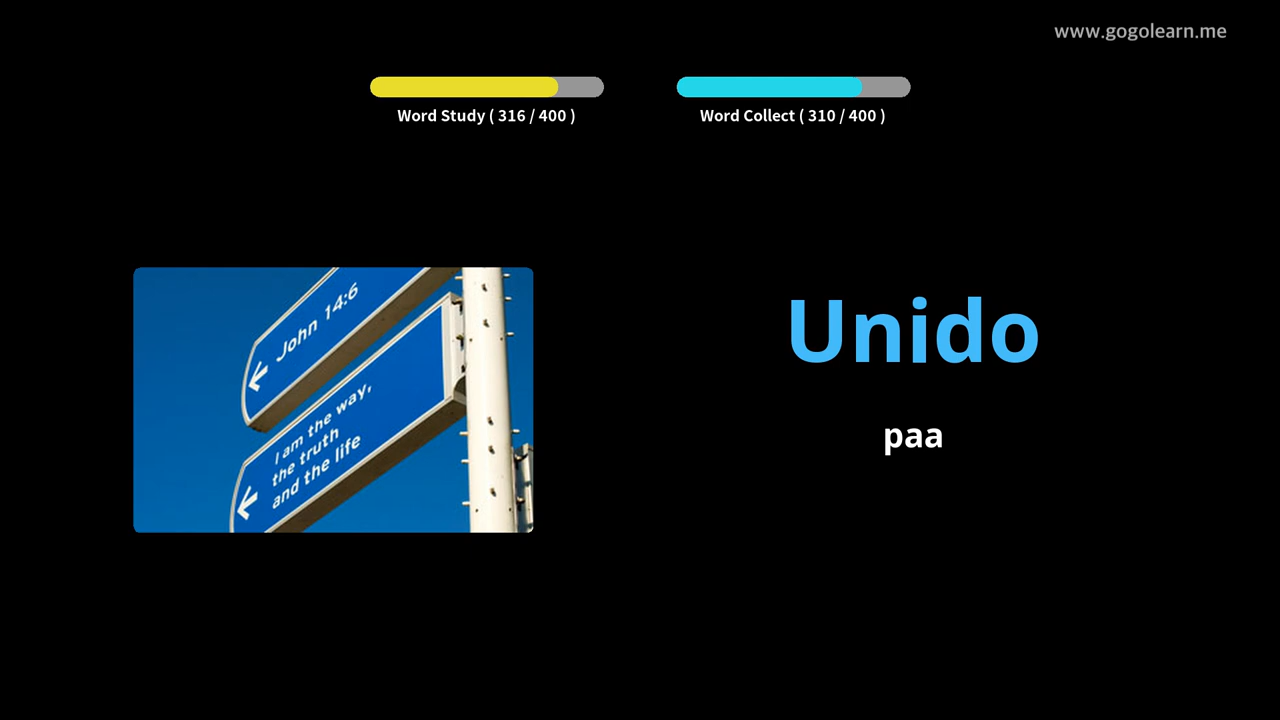 www.gogolearn.me
Word Study ( 316 / 400 )
Word Collect ( 310 / 400 )
John 14:6
I am the way,
the truth
and the life
Unido
paa